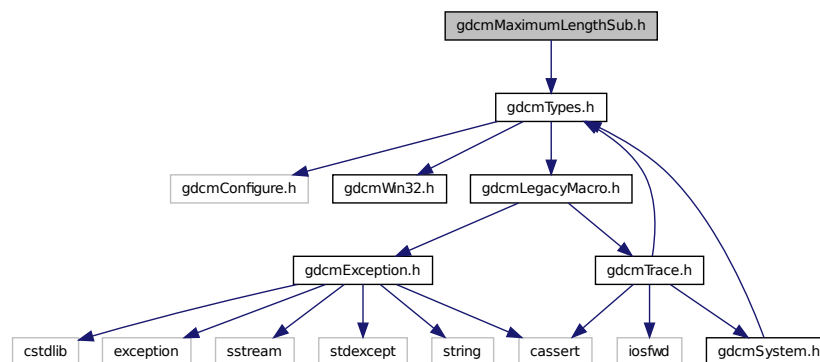 gdcmMaximumLengthSub.h
gdcmTypes.h
gdcmConfigure.h
gdcmWin32.h
gdcmLegacyMacro.h
gdcmException.h
gdcmTrace.h
cstdlib
exception
sstream
stdexcept
string
cassert
iosfwd
gdcmSystem.h